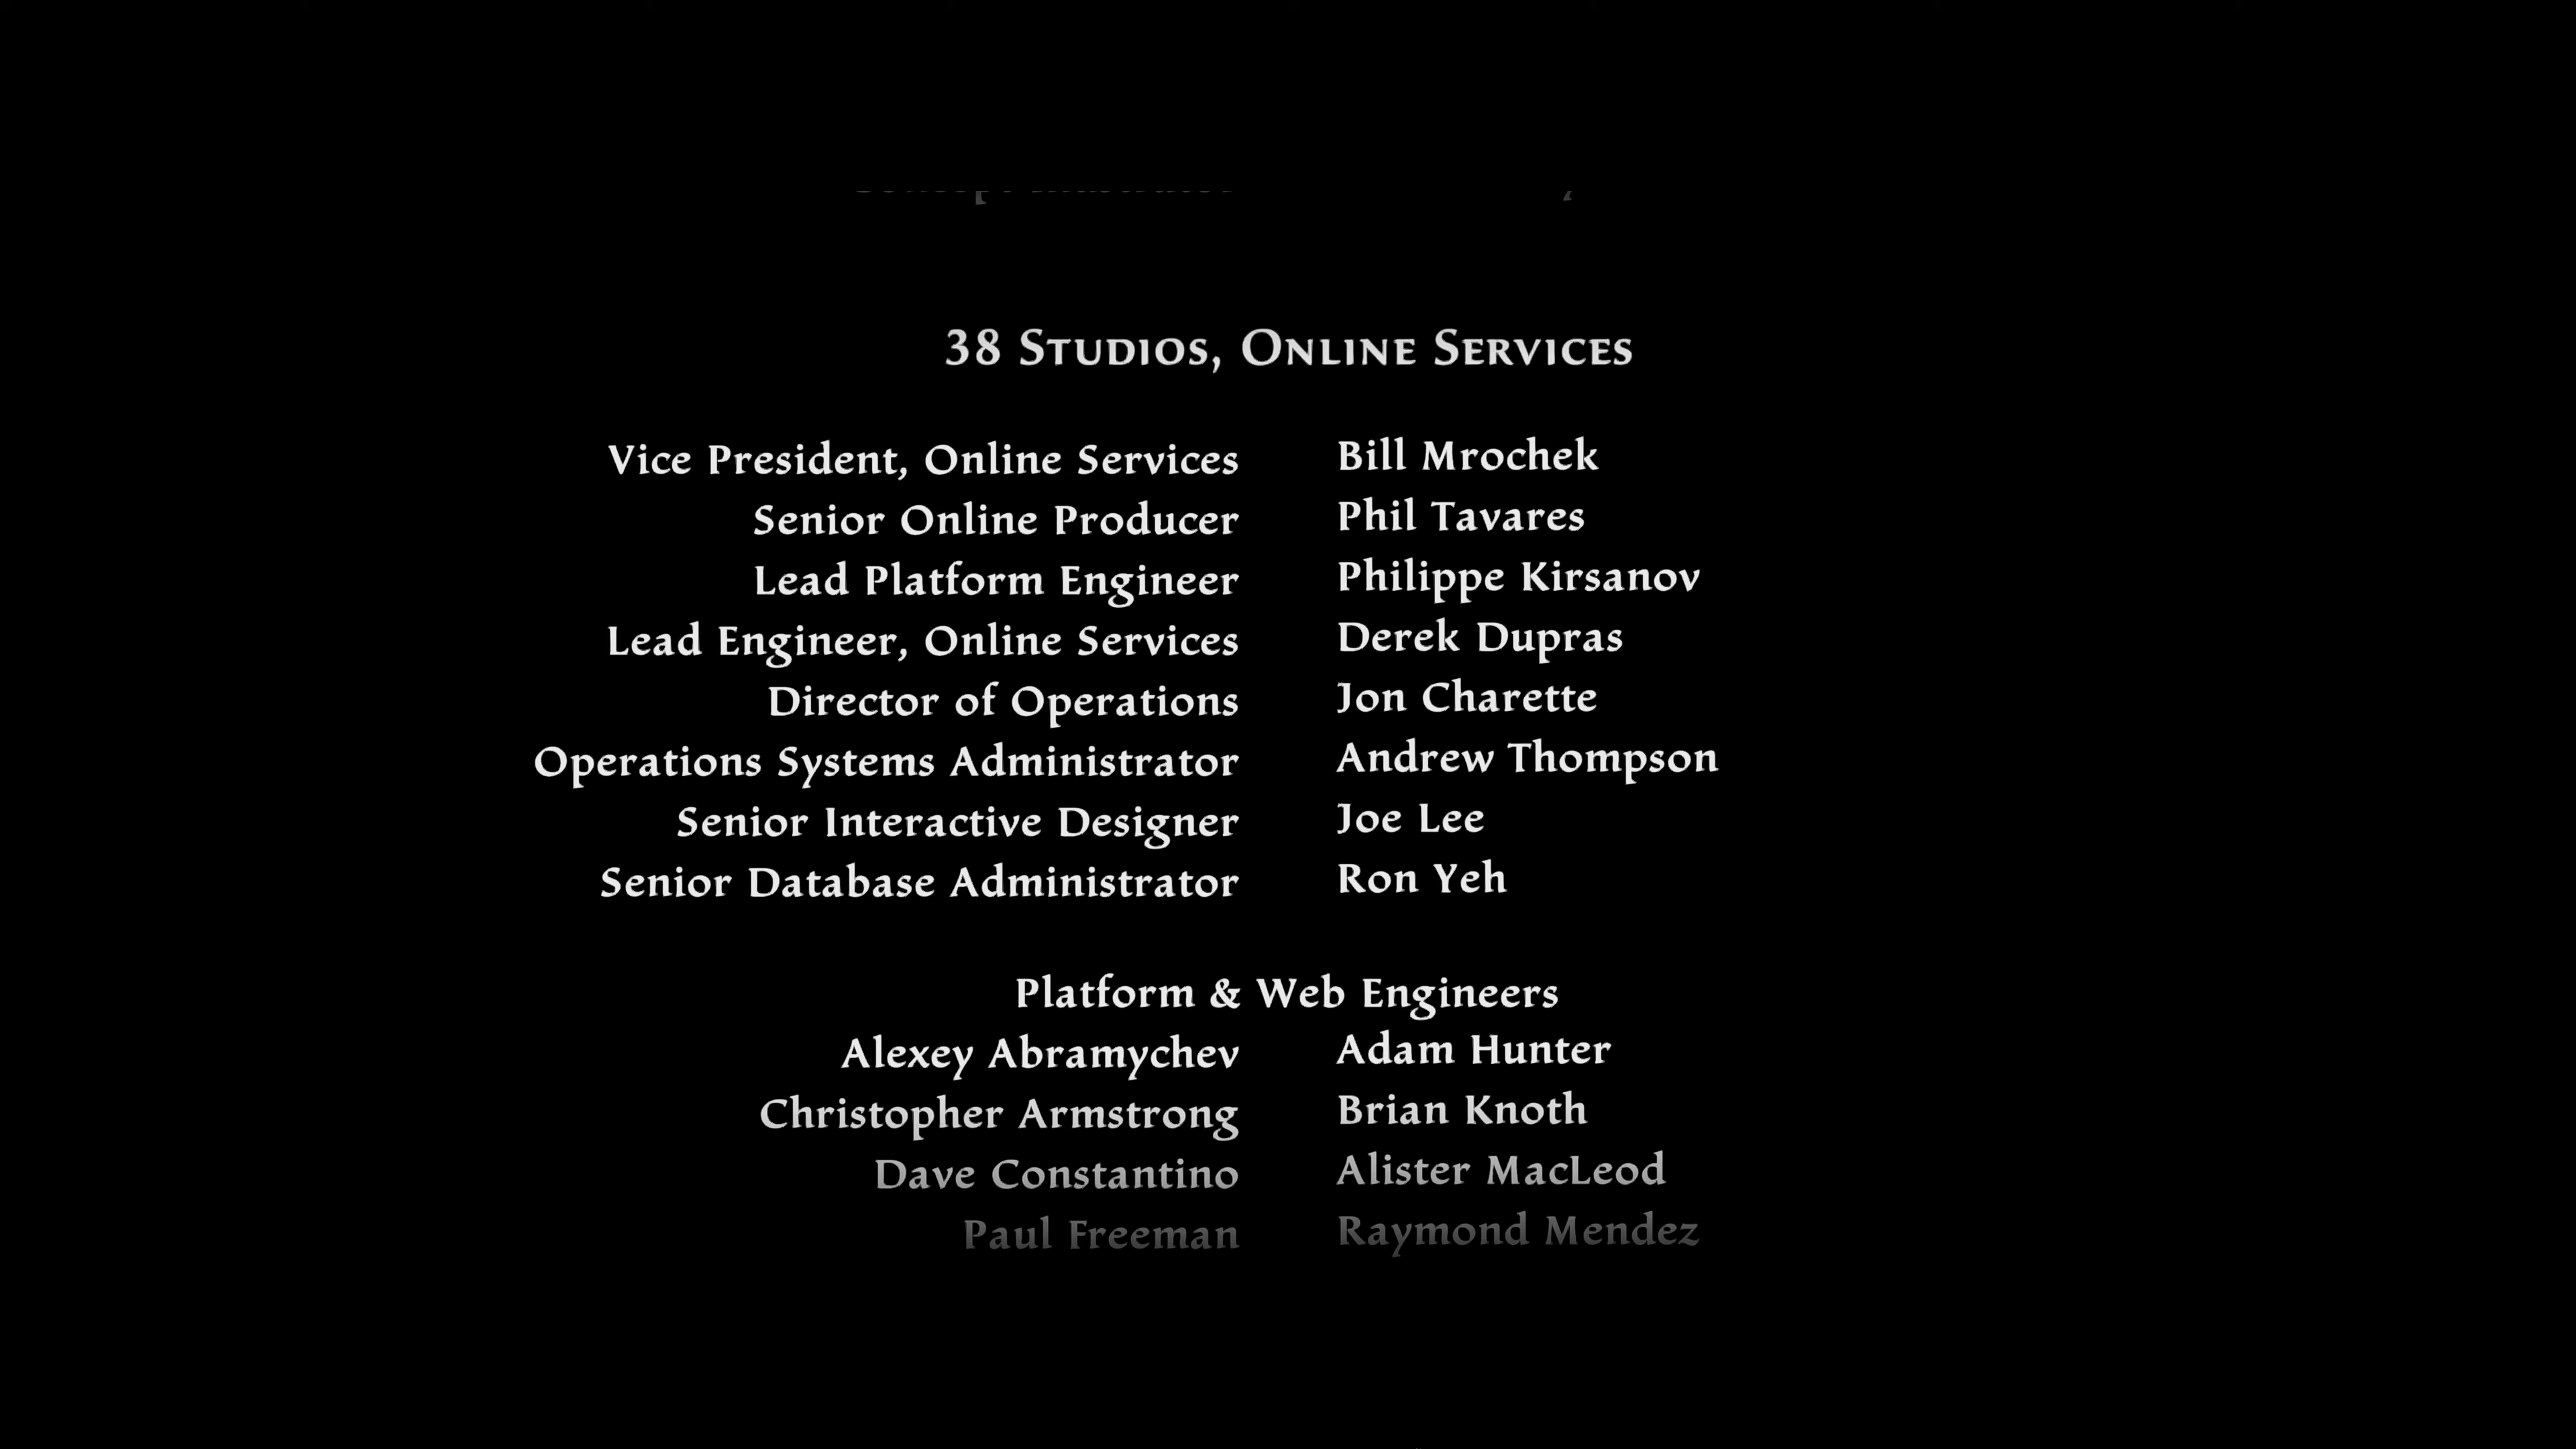 38 Studios, Online Services
Vice President, Online Services Bill Mrochek
Senior Online Producer Phil Tavares
Lead Platform Engineer Philippe Kirsanov
Lead Engineer, Online Services Derek Dupras
Director of Operations Jon Charette
Operations Systems Administrator Andrew Thompson
Senior Interactive Designer Joe Lee
Senior Database Administrator Ron Yeh
Platform & Web Engineers
Alexey Abramychev Adam Hunter
Christopher Armstrong Brian Knoth
Dave Constantino Alister MacLeod
Paul Freeman Raymond Mendez